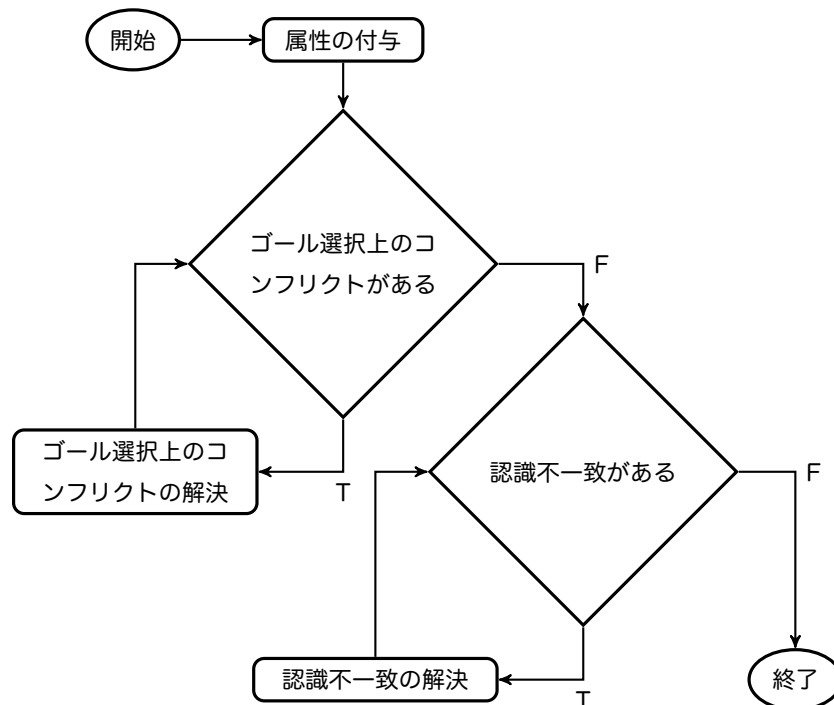 開始
属性の付与
ゴール選択上のコ
ンフリクトがある
F
ゴール選択上のコ
ンフリクトの解決
T
認識不一致がある
F
認識不一致の解決
T
終了